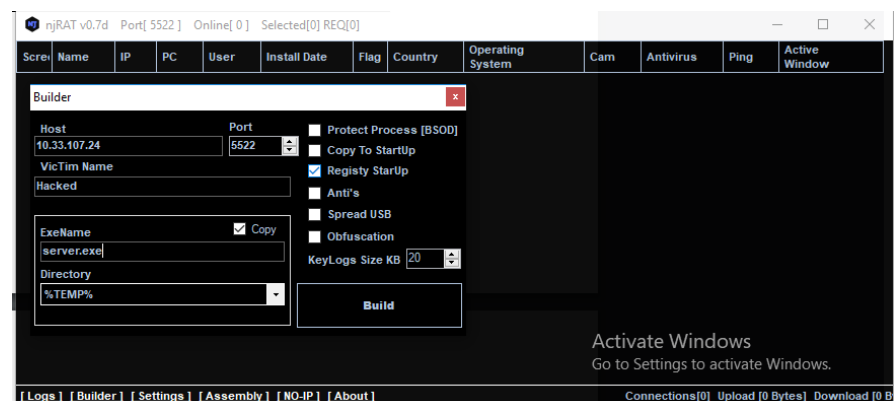 njRAT v0.7d Port[ 5522 ] Online[ 0 ] Selected[0] REQ[0]
Scree Name IP PC User Install Date Flag Country Operating System Cam Antivirus Ping Active Window
Builder
x
Host
Port
10.33.107.24
5522
VicTim Name
Hacked
ExeName
Copy
server.exe
Directory
%TEMP%
Protect Process [BSOD]
Copy To StartUp
Registy StarUp
Anti's
Spread USB
Obfuscation
KeyLogs Size KB 20
Build
Activate Windows
Go to Settings to activate Windows.
[ Logs ] [ Builder ] [ Settings ] [ Assembly ] [ NO-IP ] [ About ]
Connections[0] Upload [0 Bytes] Download [0 B